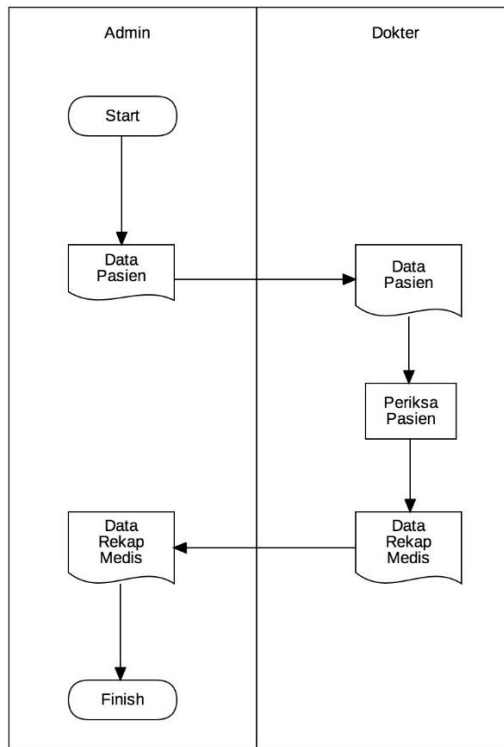 Admin
Dokter
Start
Data
Pasien
Data
Pasien
Periksa
Pasien
Data
Rekap
Medis
Data
Rekap
Medis
Finish